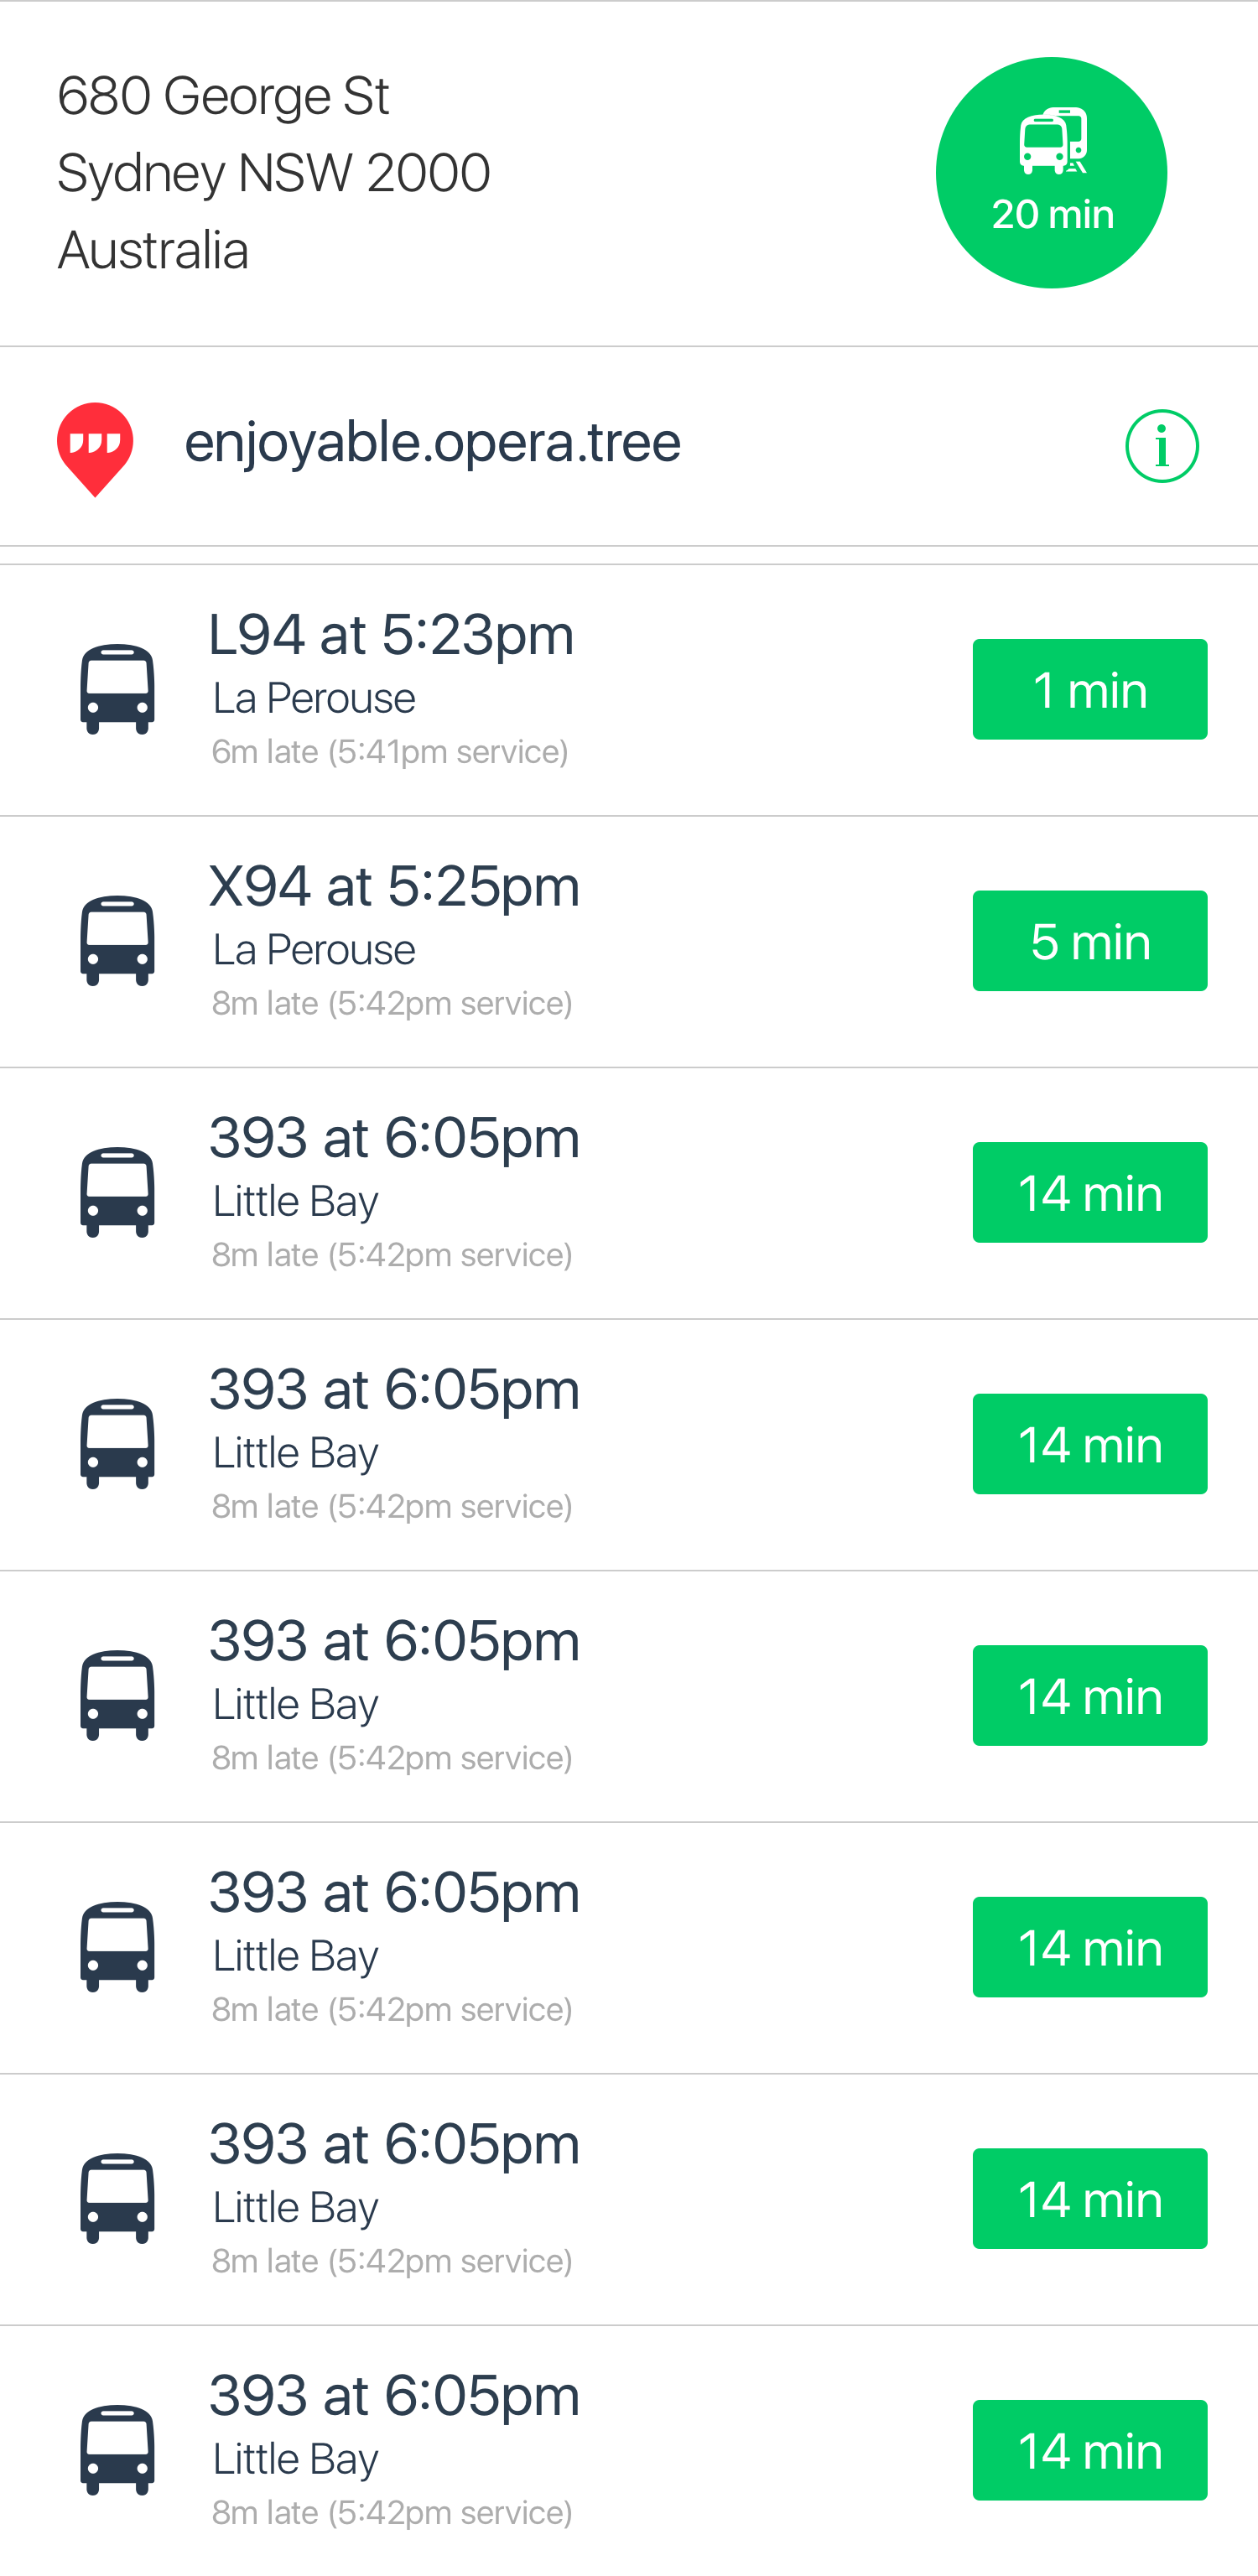 680 George St
Sydney NSW 2000
Australia
20 min
enjoyable.opera.tree
i
L94 at 5:23pm
La Perouse
6m late (5:41pm service)
1 min
X94 at 5:25pm
La Perouse
8m late (5:42pm service)
5 min
393 at 6:05pm
Little Bay
8m late (5:42pm service)
14 min
393 at 6:05pm
Little Bay
8m late (5:42pm service)
14 min
393 at 6:05pm
Little Bay
8m late (5:42pm service)
14 min
393 at 6:05pm
Little Bay
8m late (5:42pm service)
14 min
393 at 6:05pm
Little Bay
8m late (5:42pm service)
14 min
393 at 6:05pm
Little Bay
8m late (5:42pm service)
14 min